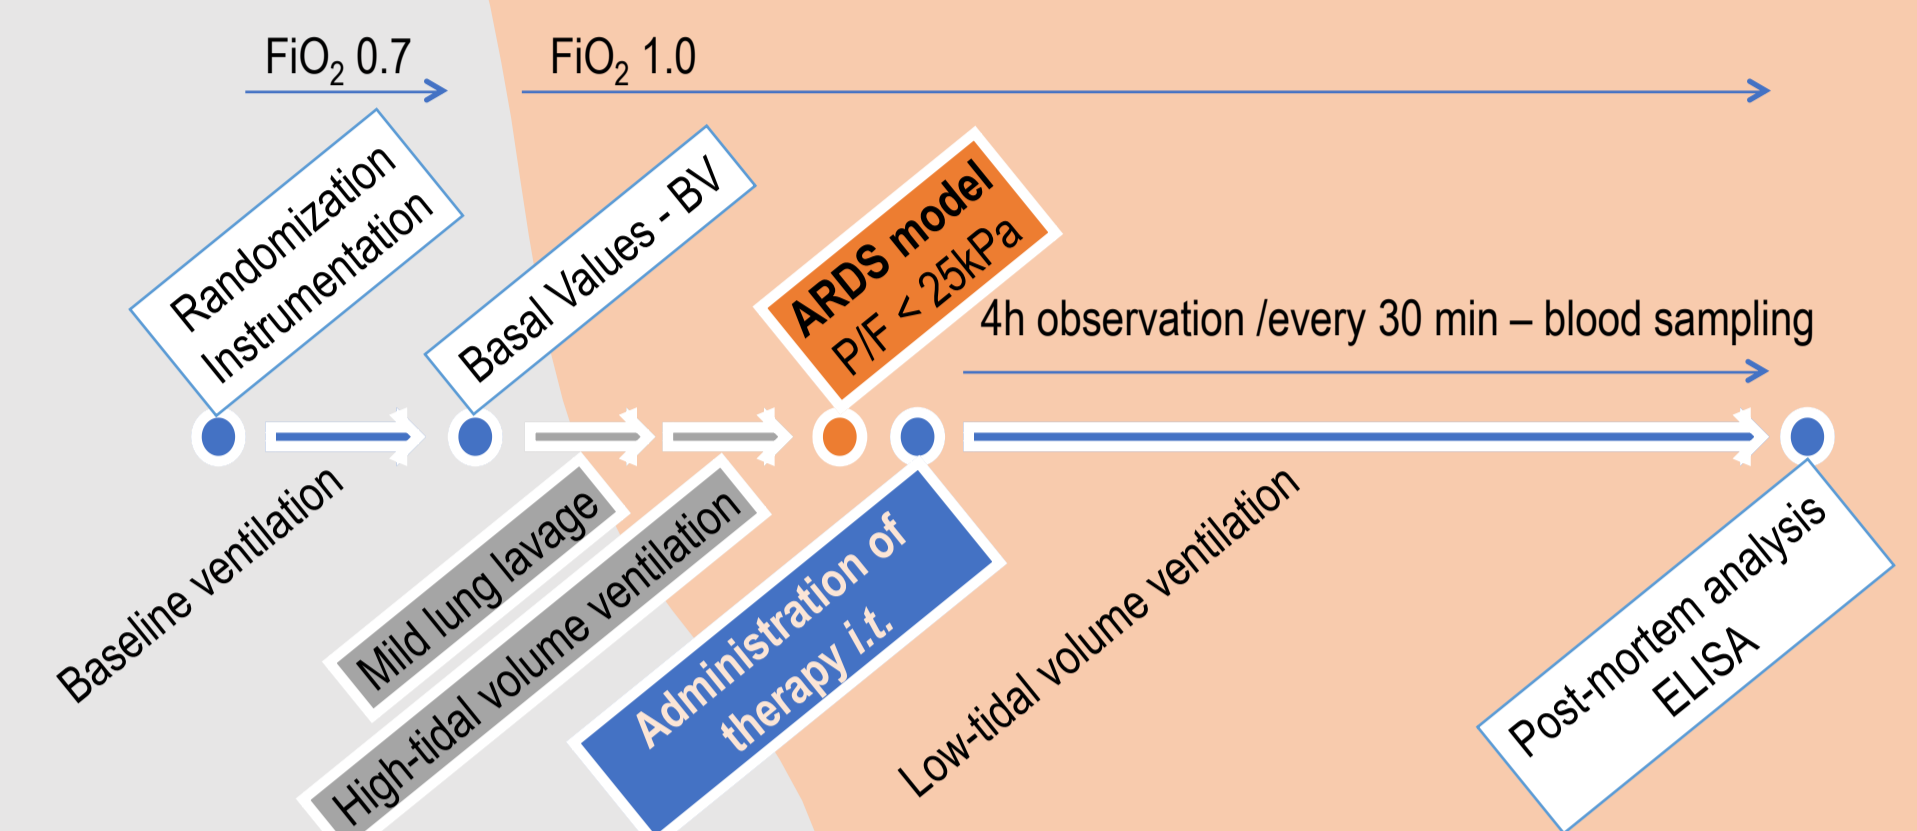 FiO₂ 0.7
FiO₂ 1.0
Randomization
Instrumentation
Basal Values - BV
ARDS model
P/F < 25kPa
4h observation /every 30 min – blood sampling
Baseline ventilation
Mild lung lavage
High-tidal volume ventilation
Administration of
therapy i.t.
Low-tidal volume ventilation
Post-mortem analysis
ELISA